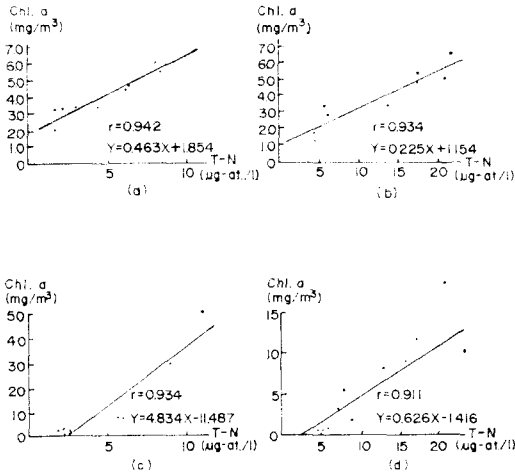 Chl. a
(mg/m³)
70
60
50
40
30
20
10
0
r=0.942
Y=0.463X+1.854
T-N
5
10
(μg-at./l)
(a)
Chl. a
(mg/m³)
60
50
40
30
20
10
0
r=0.934
Y=0.225X+1.154
T-N
5
10
15
20
(μg-at./l)
(b)
Chl. a
(mg/m³)
50
40
30
20
10
0
r=0.934
Y=4.834X-11.487
T-N
5
10
(μg-at./l)
(c)
Chl. a
(mg/m³)
15
10
5
0
r=0.911
Y=0.626X-1.416
T-N
5
10
15
20
(μg-at./l)
(d)